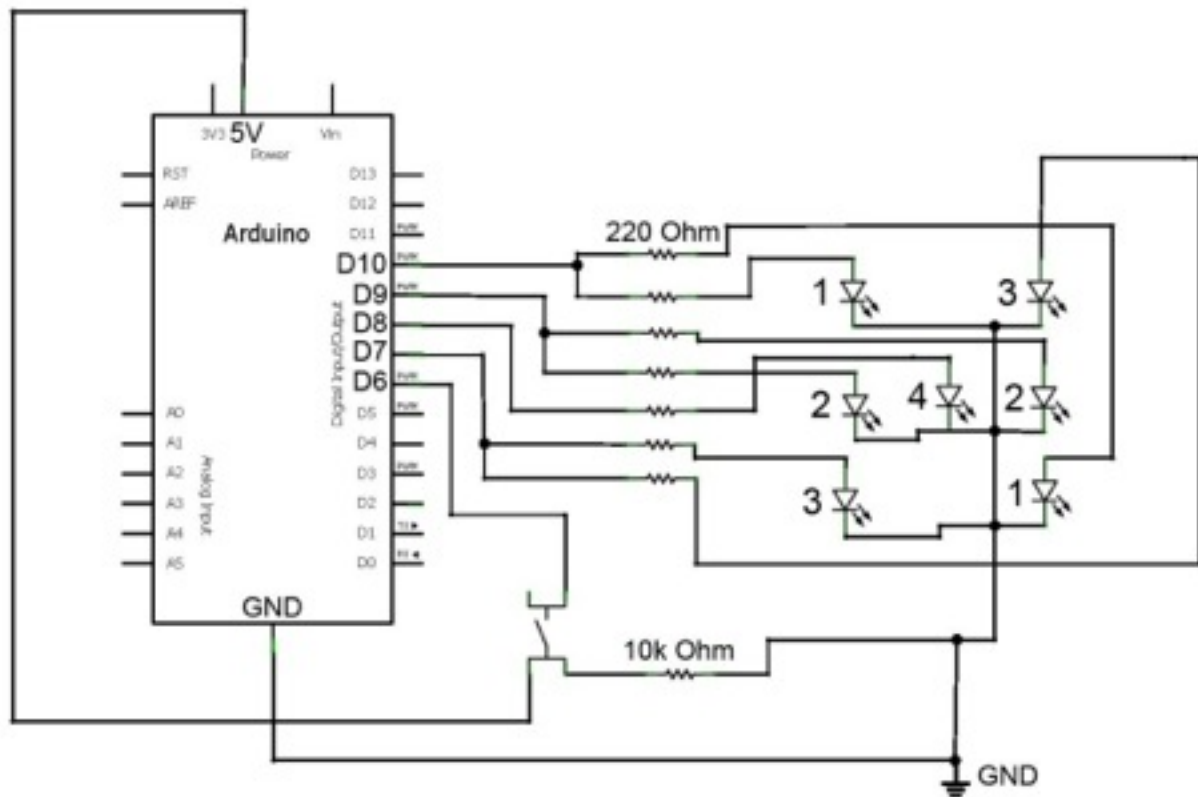 3V3
5V
Vin
Power
RST
AREF
Arduino
D13
D12
D11
PWM
D10
PWM
D9
PWM
D8
D7
D6
PWM
D5
PWM
D4
D3
PWM
D2
D1
D0
Digital Input/Output
A0
A1
A2
A3
A4
A5
Analog Input
GND
220 Ohm
1
3
2
4
2
3
1
10k Ohm
GND